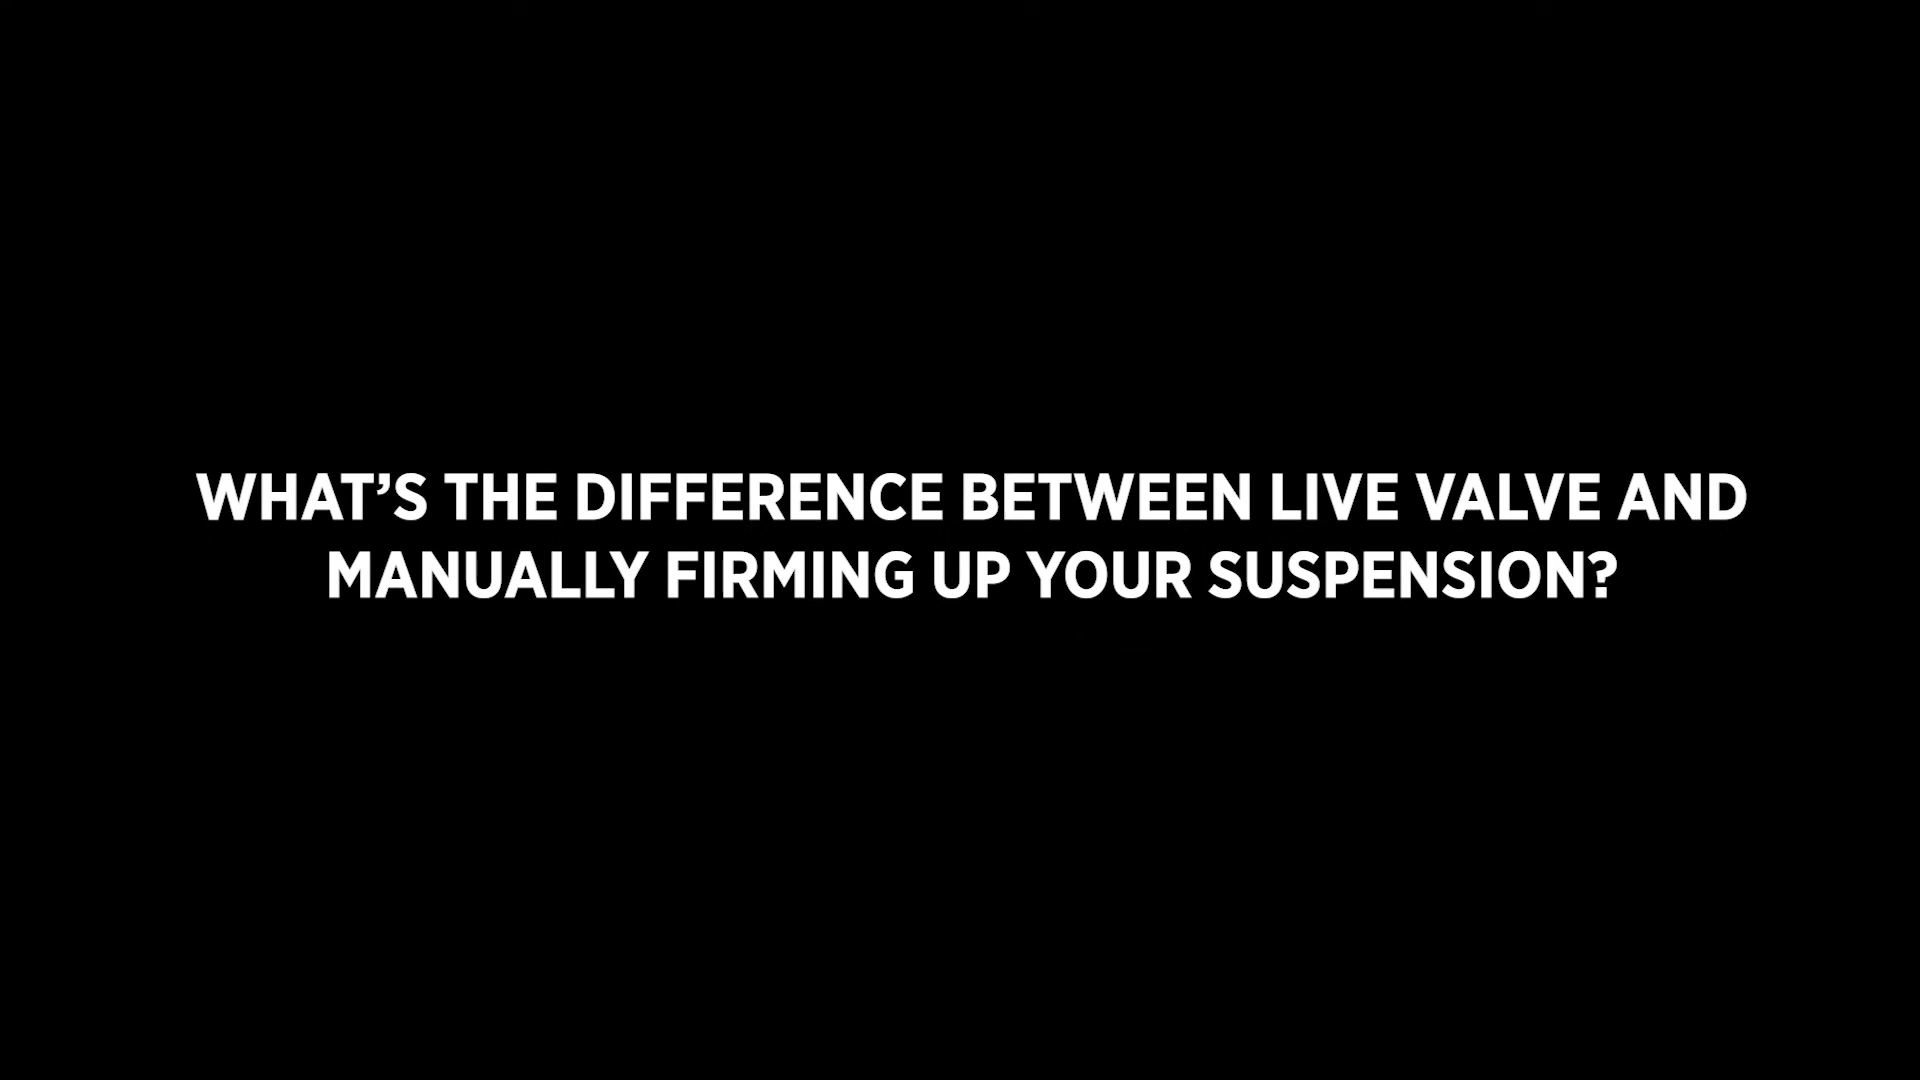 WHAT’S THE DIFFERENCE BETWEEN LIVE VALVE AND
MANUALLY FIRMING UP YOUR SUSPENSION?